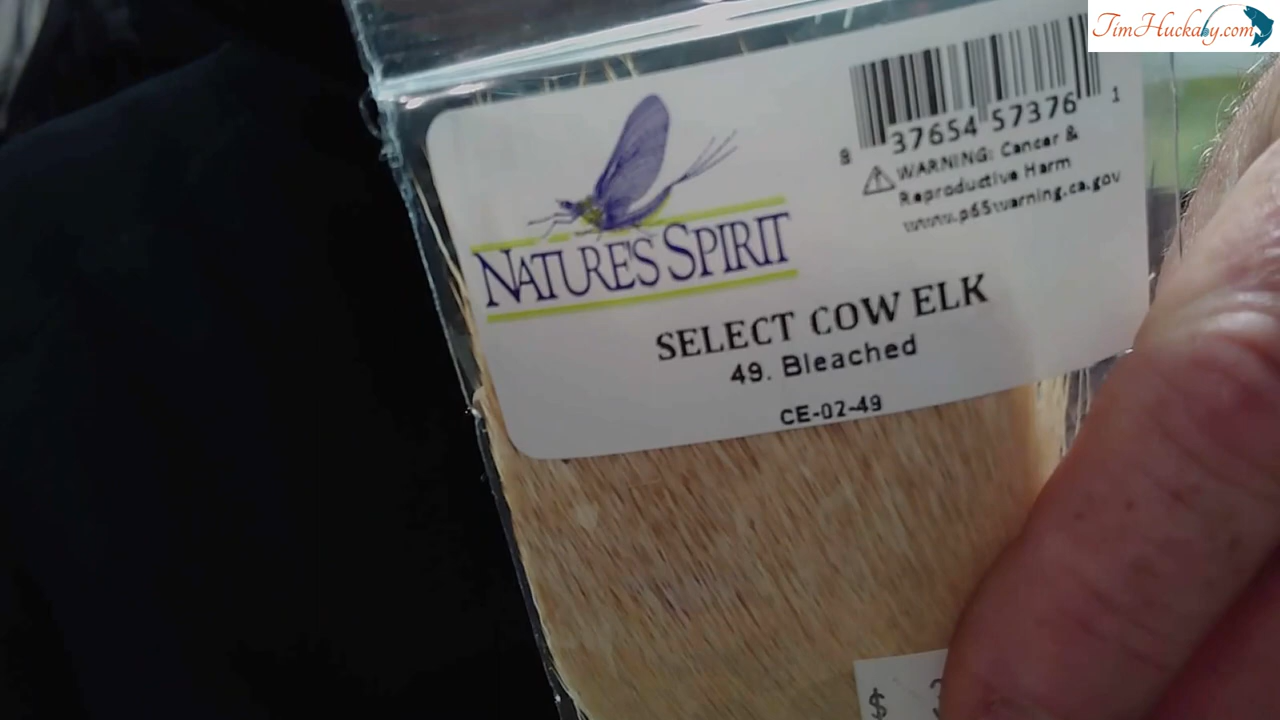 TimHuckaby.com
8 37654 57376 1
WARNING: Cancer &
Reproductive Harm
www.p65warning.ca.gov
NATURE'S SPIRIT
SELECT COW ELK
49. Bleached
CE-02-49
$